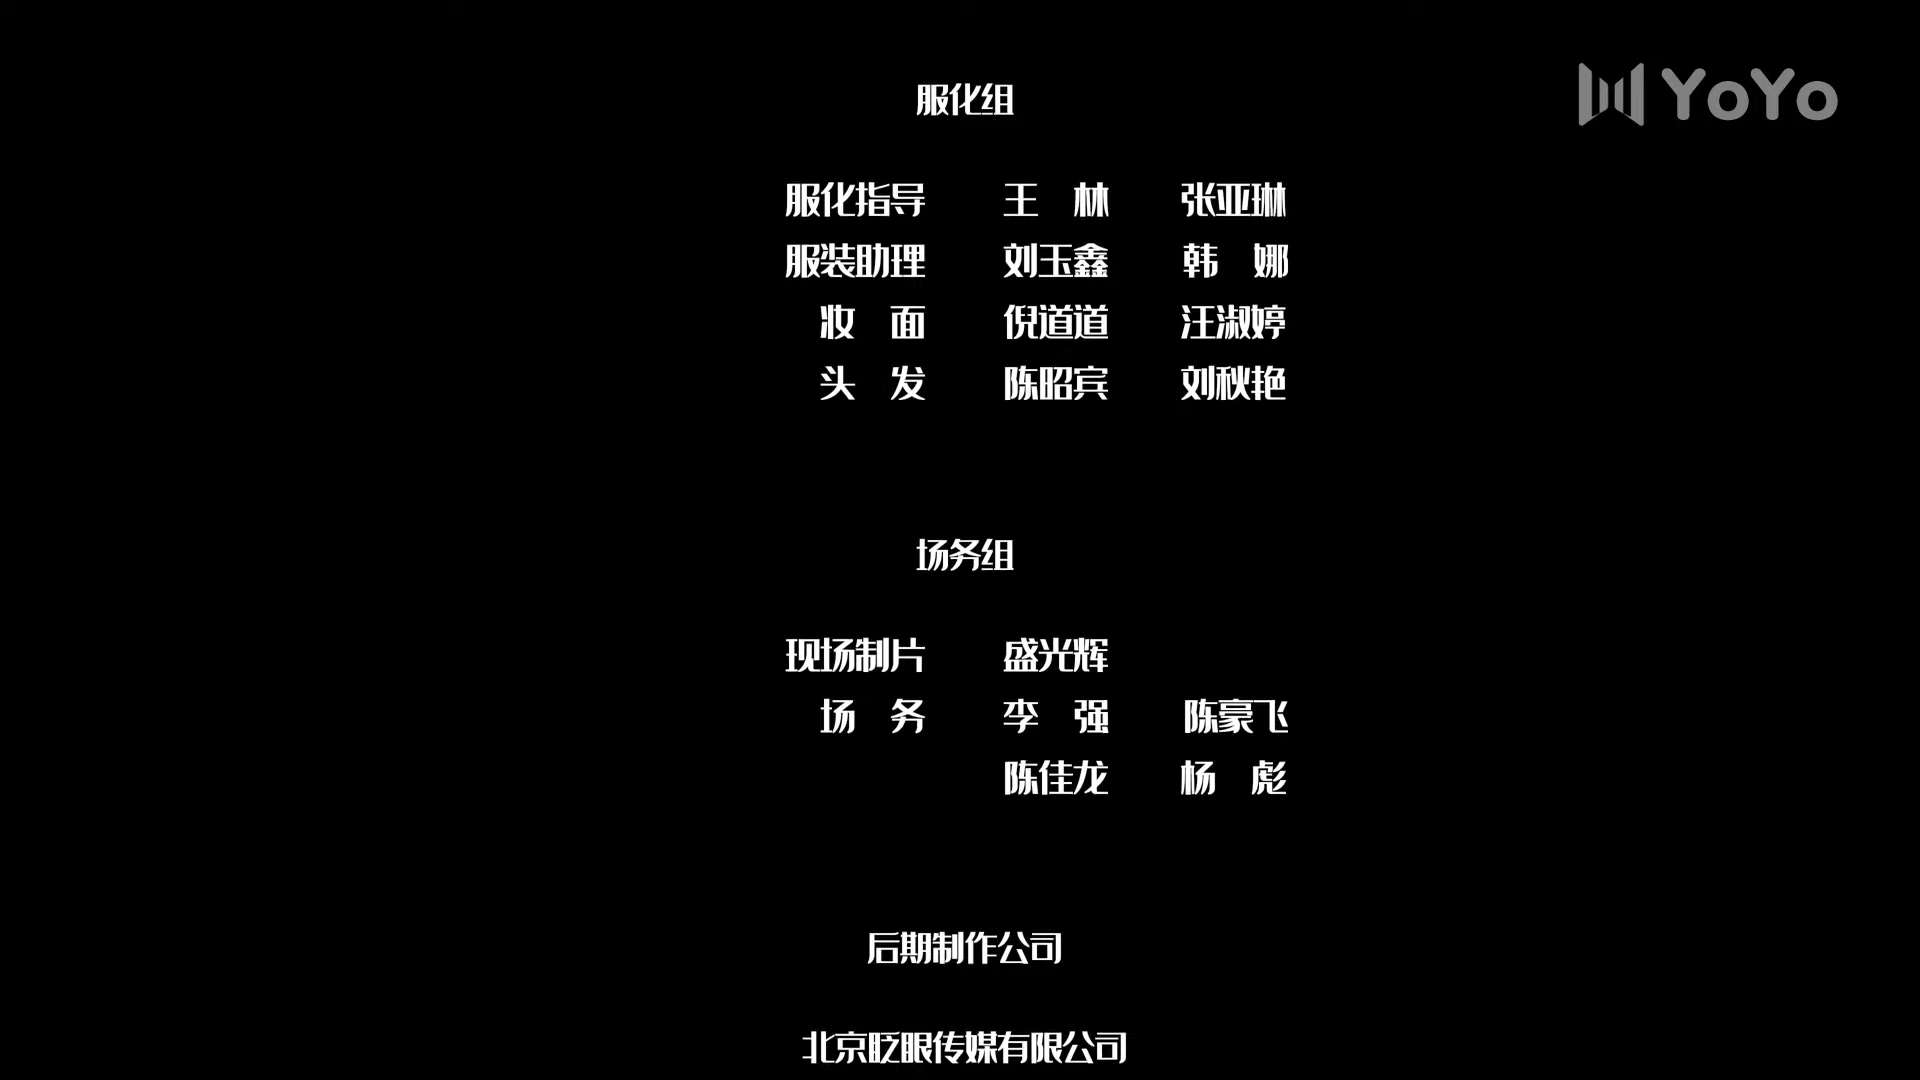 YoYo
服化组
服化指导 王 林 张亚琳
服装助理 刘玉鑫 韩 娜
妆 面 倪道道 汪淑婷
头 发 陈昭宾 刘秋艳
场务组
现场制片 盛光辉
场 务 李 强 陈豪飞
陈佳龙 杨 彪
后期制作公司
北京眨眼传媒有限公司